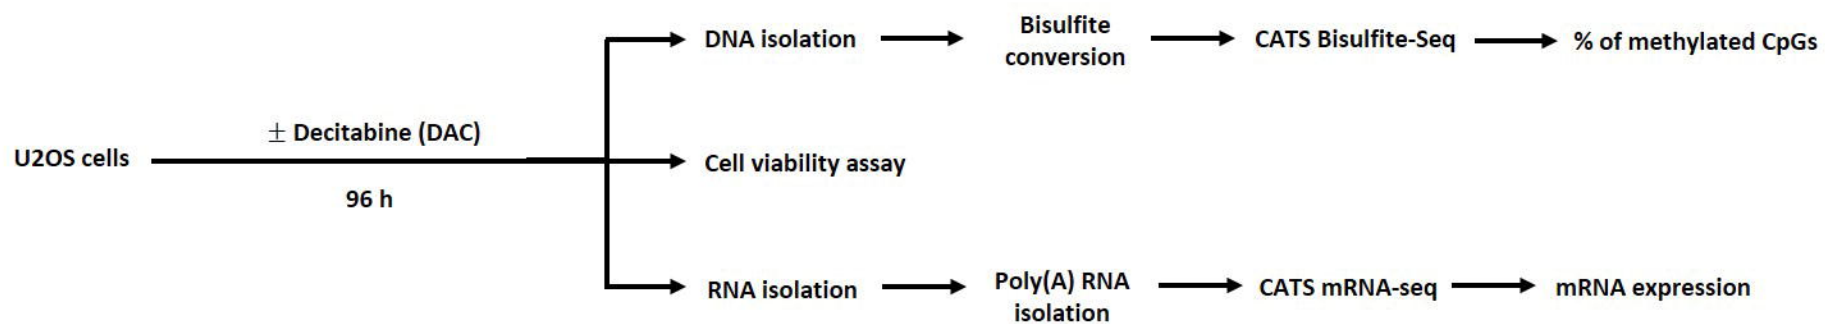 U2OS cells
± Decitabine (DAC)
96 h
DNA isolation
Bisulfite
conversion
CATS Bisulfite-Seq
% of methylated CpGs
Cell viability assay
RNA isolation
Poly(A) RNA
isolation
CATS mRNA-seq
mRNA expression